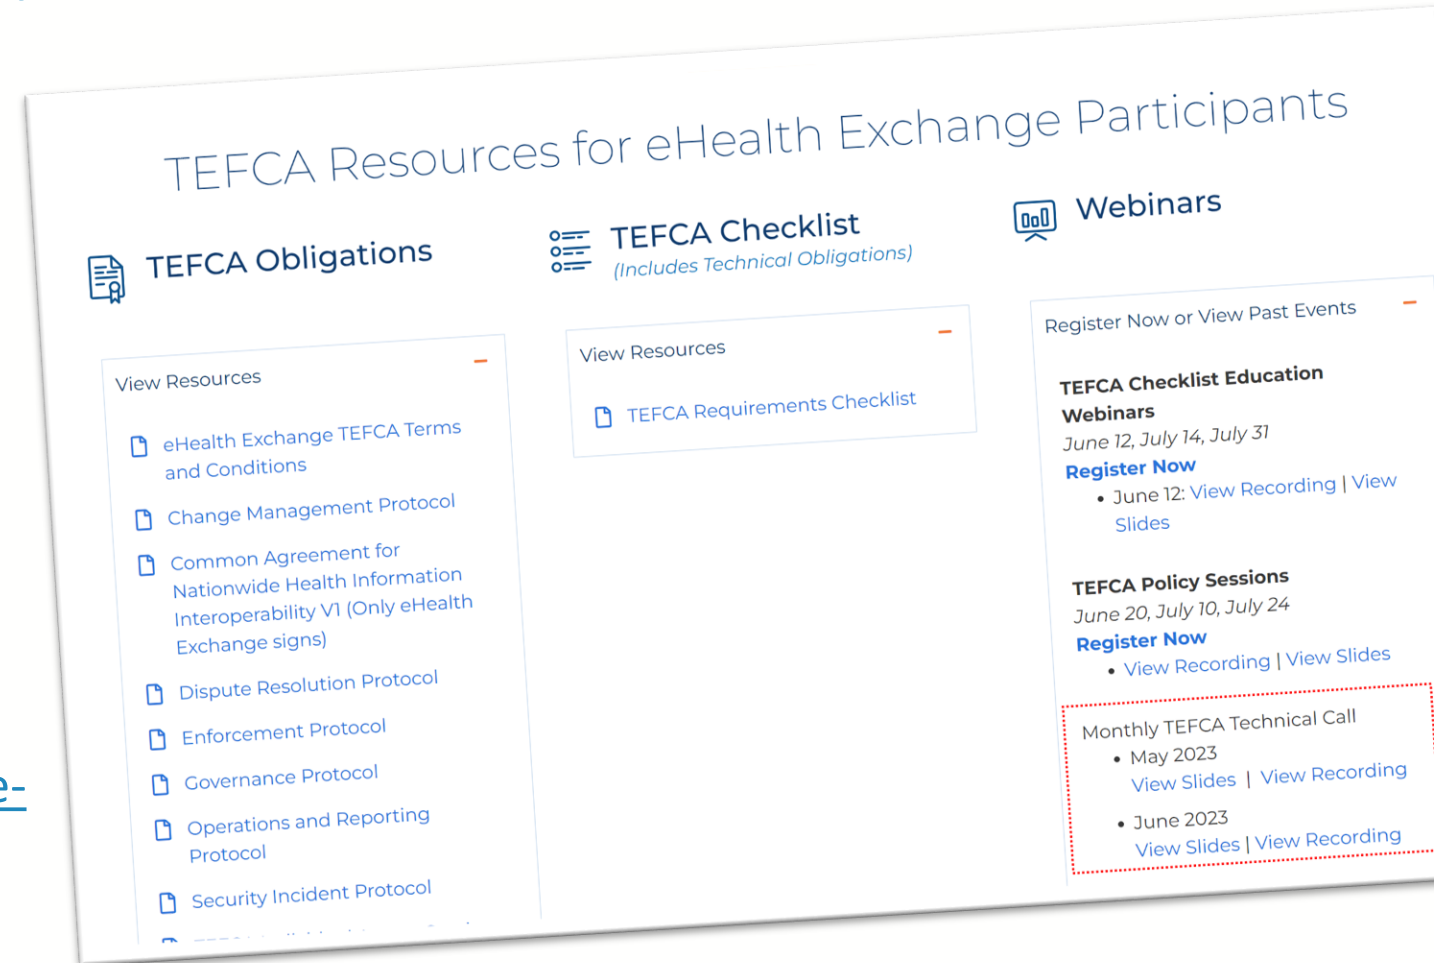 TEFCA Resources for eHealth Exchange Participants
TEFCA Obligations
View Resources
eHealth Exchange TEFCA Terms
and Conditions
Change Management Protocol
Common Agreement for
Nationwide Health Information
Interoperability V1 (Only eHealth
Exchange signs)
Dispute Resolution Protocol
Enforcement Protocol
Governance Protocol
Operations and Reporting
Protocol
Security Incident Protocol
TEFCA Checklist
(Includes Technical Obligations)
View Resources
TEFCA Requirements Checklist
Webinars
Register Now or View Past Events
TEFCA Checklist Education
Webinars
June 12, July 14, July 31
Register Now
• June 12: View Recording | View
Slides
TEFCA Policy Sessions
June 20, July 10, July 24
Register Now
• View Recording | View Slides
Monthly TEFCA Technical Call
• May 2023
View Slides | View Recording
• June 2023
View Slides | View Recording
e-